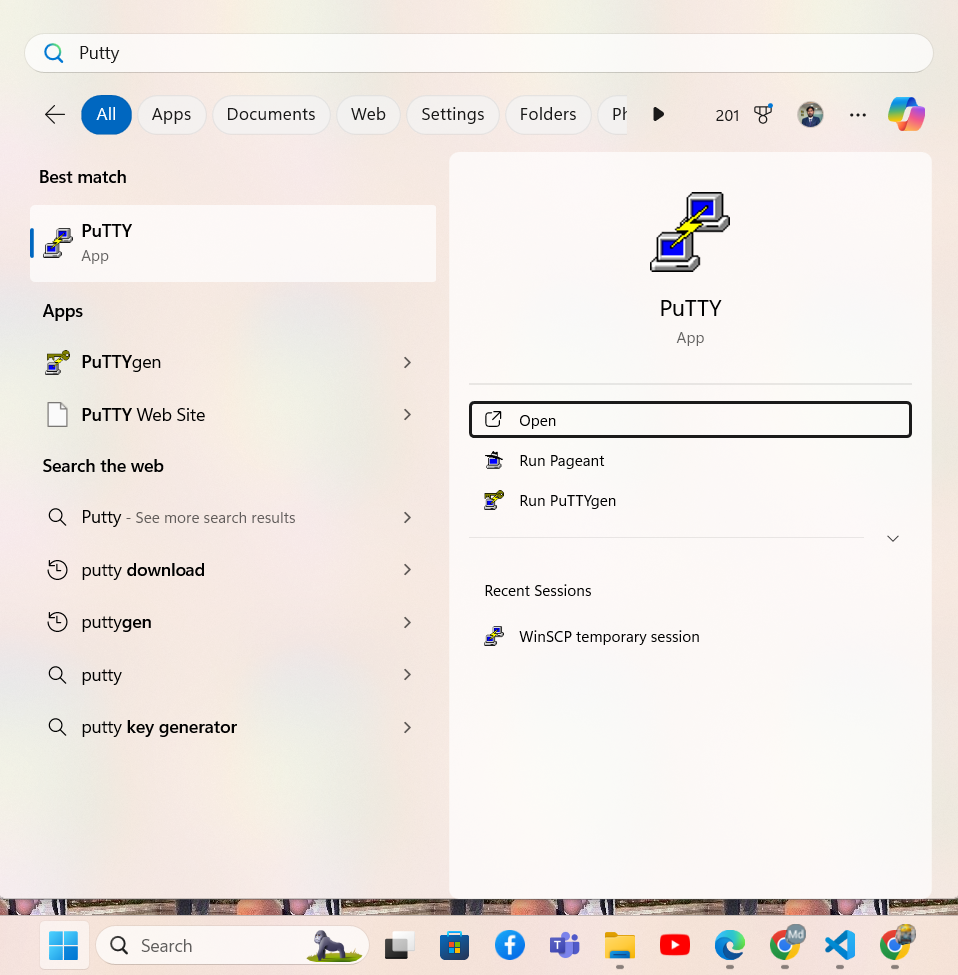 Putty
All Apps Documents Web Settings Folders Ph 201
Best match
PuTTY
App
Apps
PuTTYgen
PuTTY Web Site
Search the web
Putty - See more search results
putty download
puttygen
putty
putty key generator
PuTTY
App
Open
Run Pageant
Run PuTTYgen
Recent Sessions
WinSCP temporary session
Search
Md